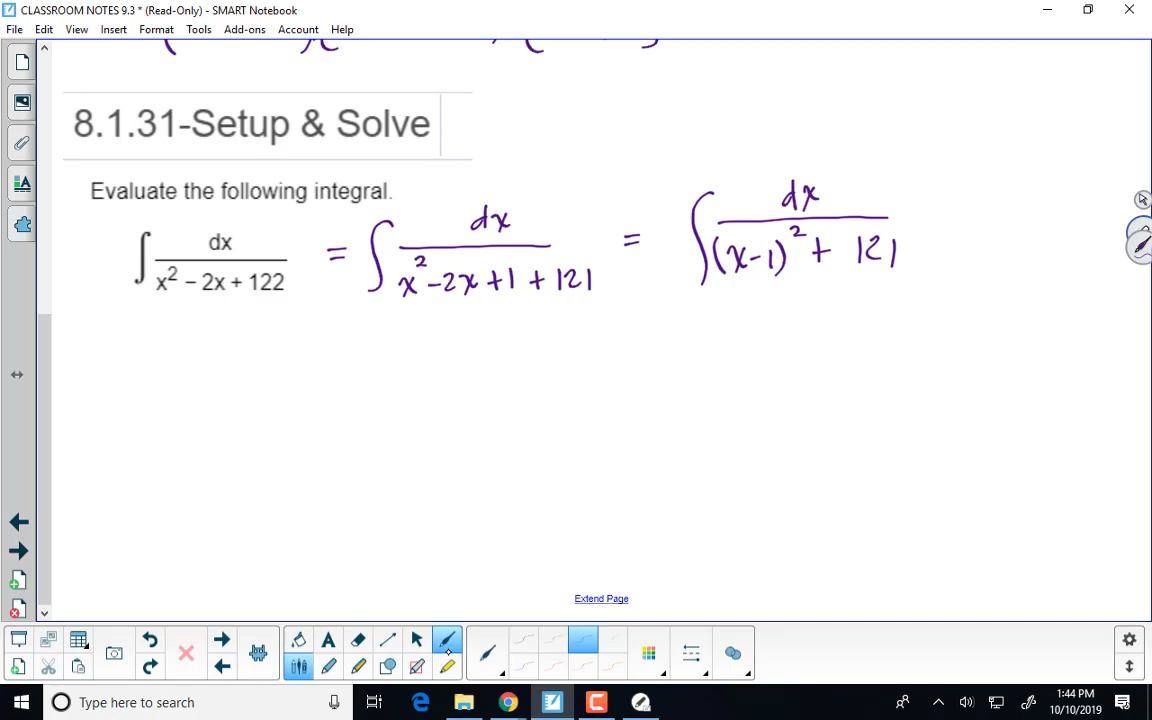 CLASSROOM NOTES 9.3 * (Read-Only) - SMART Notebook
File Edit View Insert Format Tools Add-ons Account Help
8.1.31-Setup & Solve
Evaluate the following integral.
∫ dx / (x² − 2x + 122) = ∫ dx / (x² - 2x + 1 + 121) = ∫ dx / ((x-1)² + 121)
Extend Page
Type here to search
1:44 PM
10/10/2019